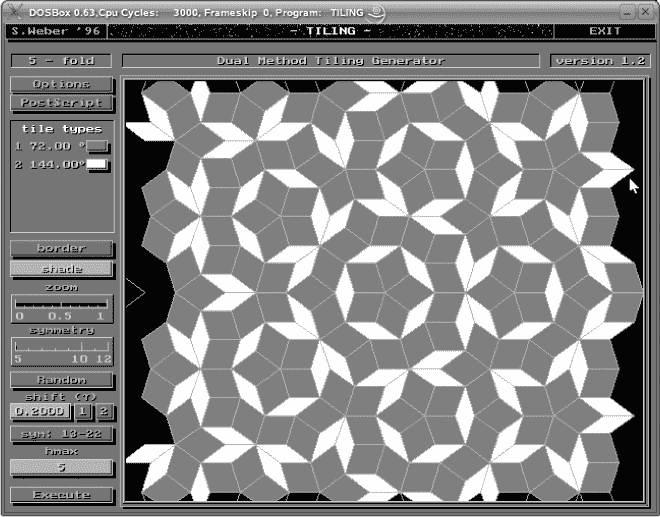 DOSBox 0.63,Cpu Cycles: 3000, Frameskip 0, Program: TILING
S.Weber '96 - TILING - EXIT
5 - fold Dual Method Tiling Generator version 1.2
Options
PostScript
tile types
1 72.00 °
2 144.00°
border
shade
zoom
0 0.5 1
symmetry
5 10 12
Random
shift (γ)
0.2000 1 2
sym: 13-22
hmax
5
Execute